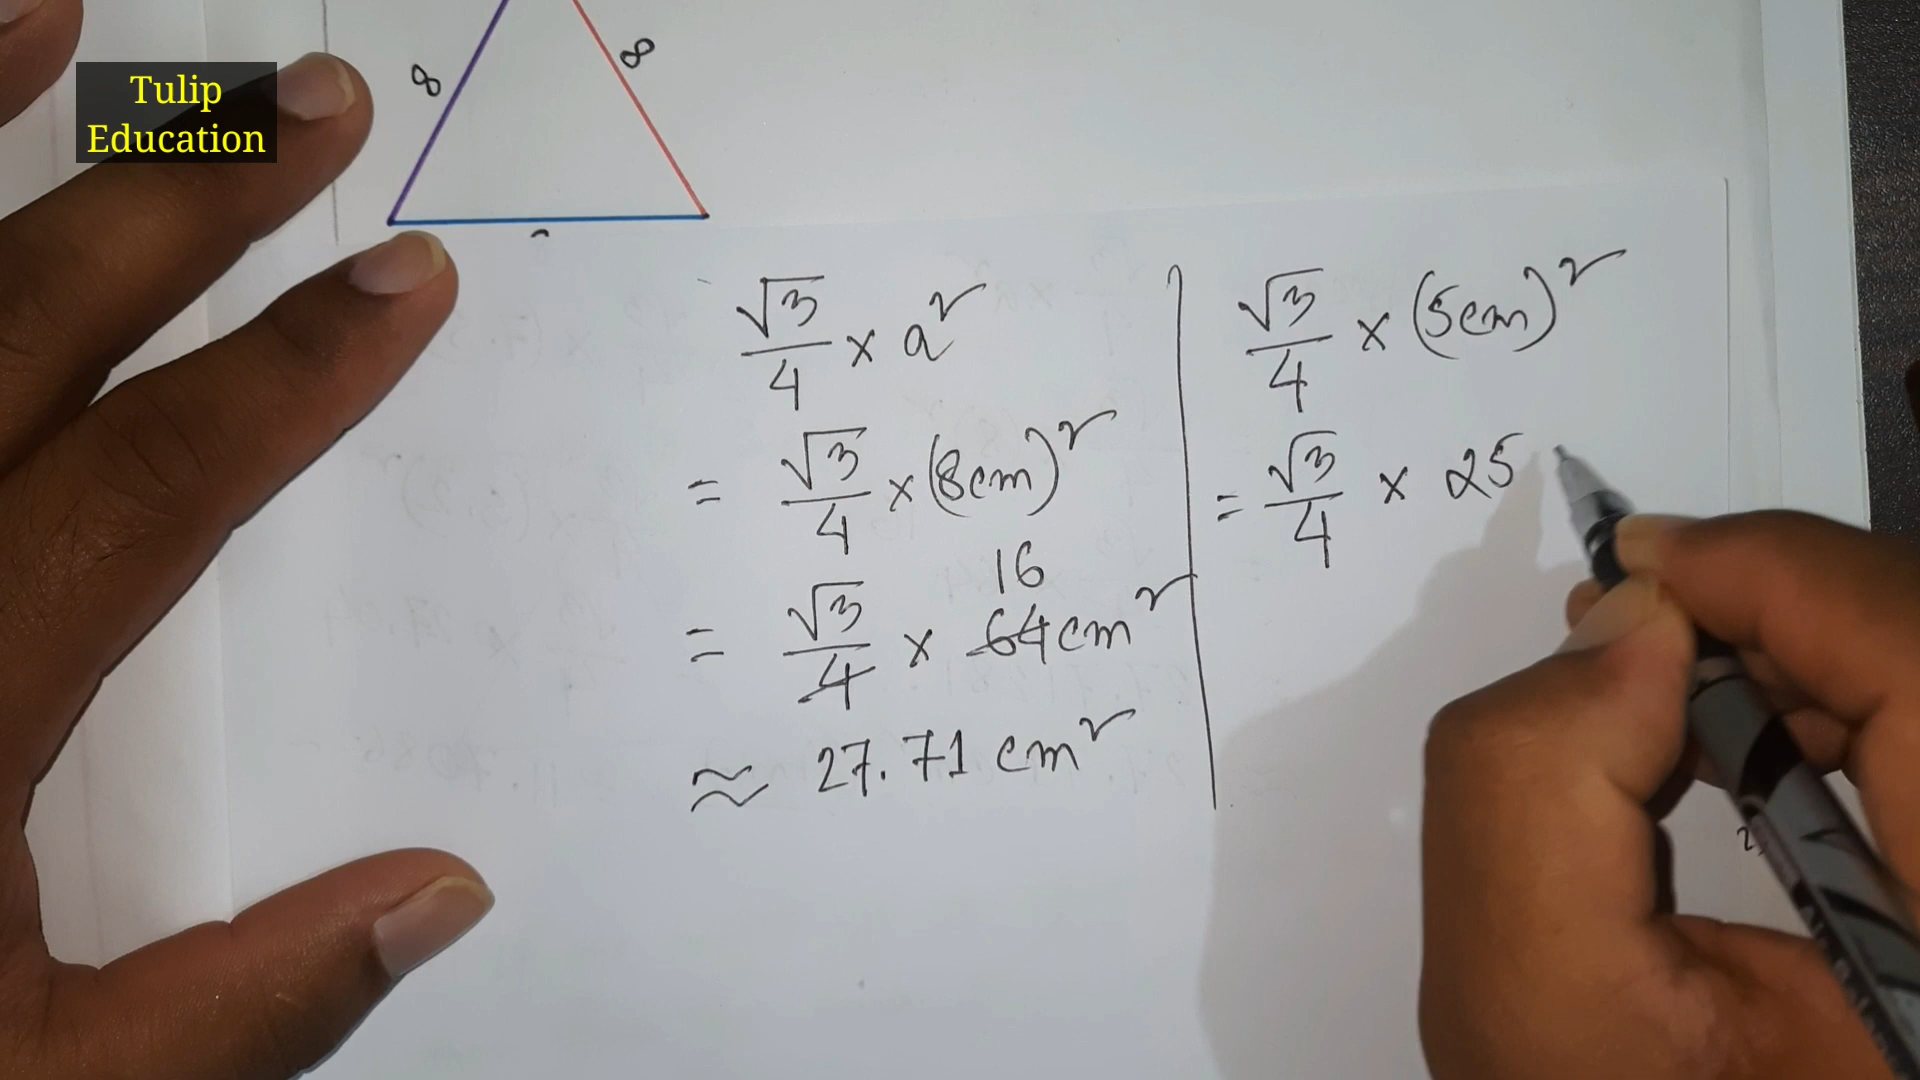 Tulip
Education
8
8
√3/4 × a²
= √3/4 × (8cm)²
16
= √3/4 × 64cm²
≈ 27.71 cm²
√3/4 × (5cm)²
= √3/4 × 25